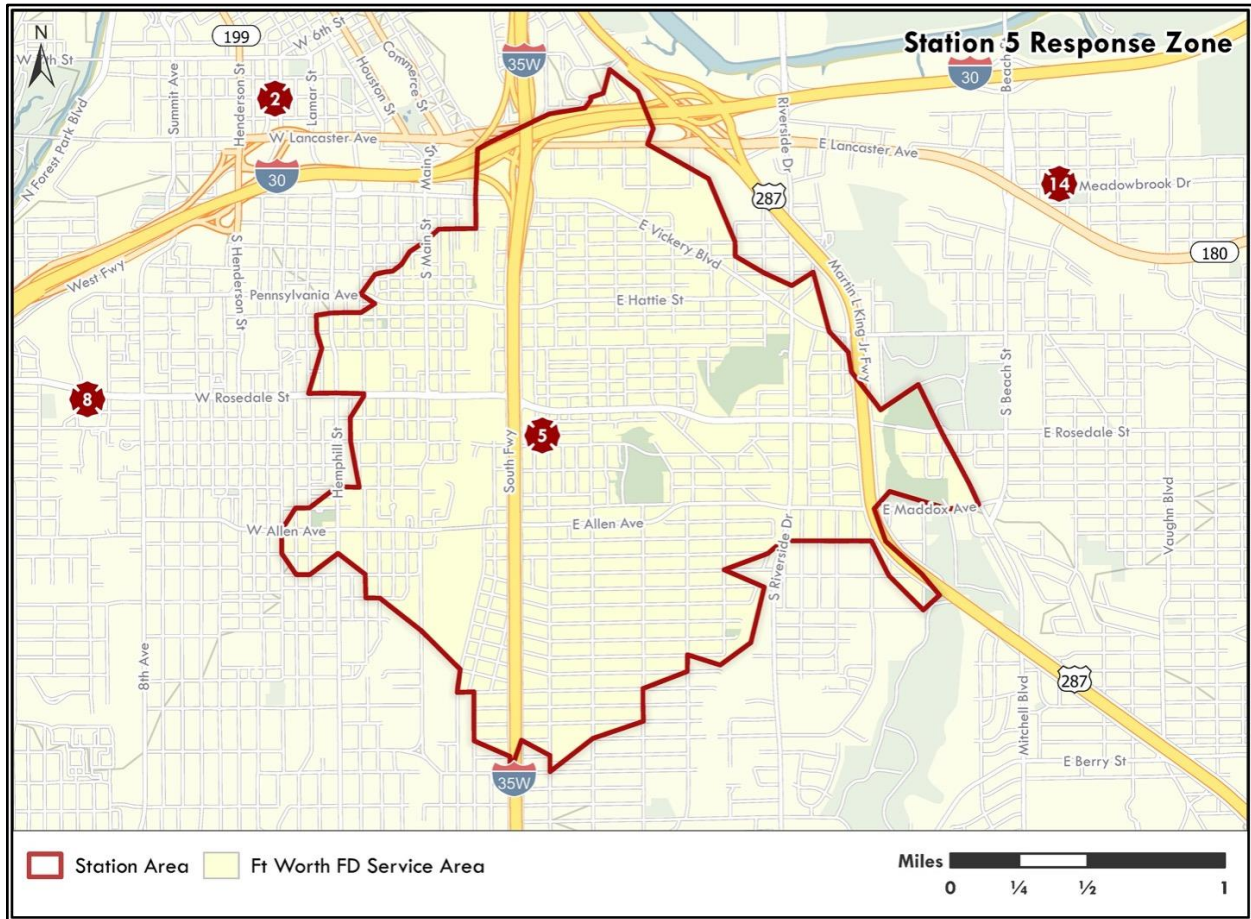 Station 5 Response Zone
N
199
W 6th St
Commerce St
Houston St
35W
30
Beach St
W 7th St
Summit Ave
Henderson St
Lamar St
2
Riverside Dr
N Forest Park Blvd
W Lancaster Ave
E Lancaster Ave
Main St
30
14
Meadowbrook Dr
287
S Henderson St
S Main St
E Vickery Blvd
180
West Fwy
Martin L King Jr Fwy
Pennsylvania Ave
E Hattie St
S Beach St
8
W Rosedale St
5
E Rosedale St
Hemphill St
South Fwy
E Maddox Ave
Vaughn Blvd
W Allen Ave
E Allen Ave
S Riverside Dr
8th Ave
287
Mitchell Blvd
E Berry St
35W
Station Area
Ft Worth FD Service Area
Miles
0 ¼ ½ 1